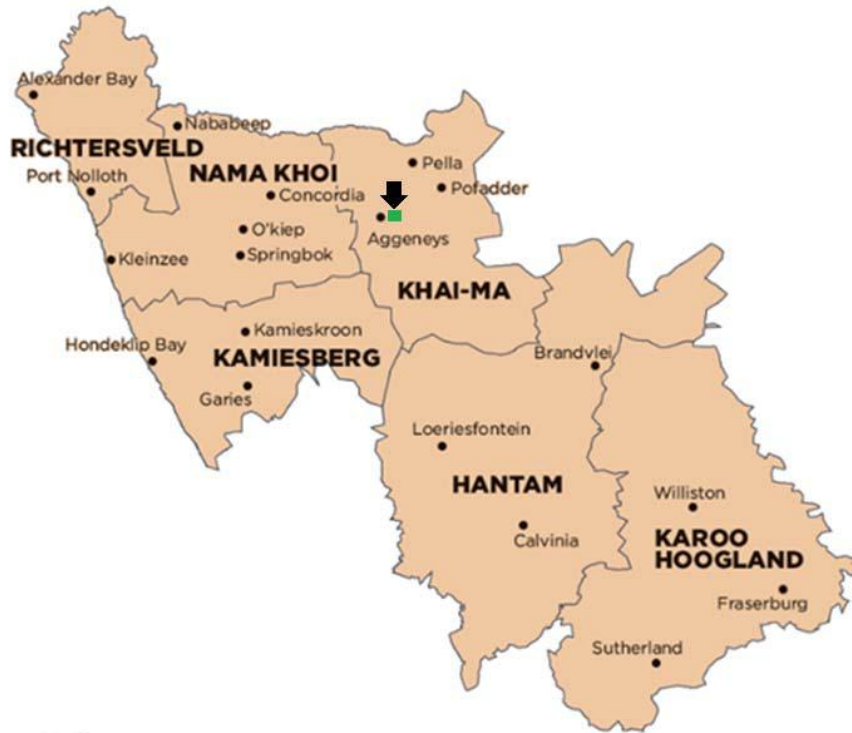 Alexander Bay
Nababeep
RICHTERSVELD
NAMA KHOI
Pella
Port Nolloth
Concordia
Pofadder
O'kiep
Aggeneys
Kleinzee
Springbok
KHAI-MA
Kamieskroon
Hondeklip Bay
KAMIESBERG
Brandvlei
Garies
Loeriesfontein
HANTAM
Williston
Calvinia
KAROO
HOOGLAND
Fraserburg
Sutherland